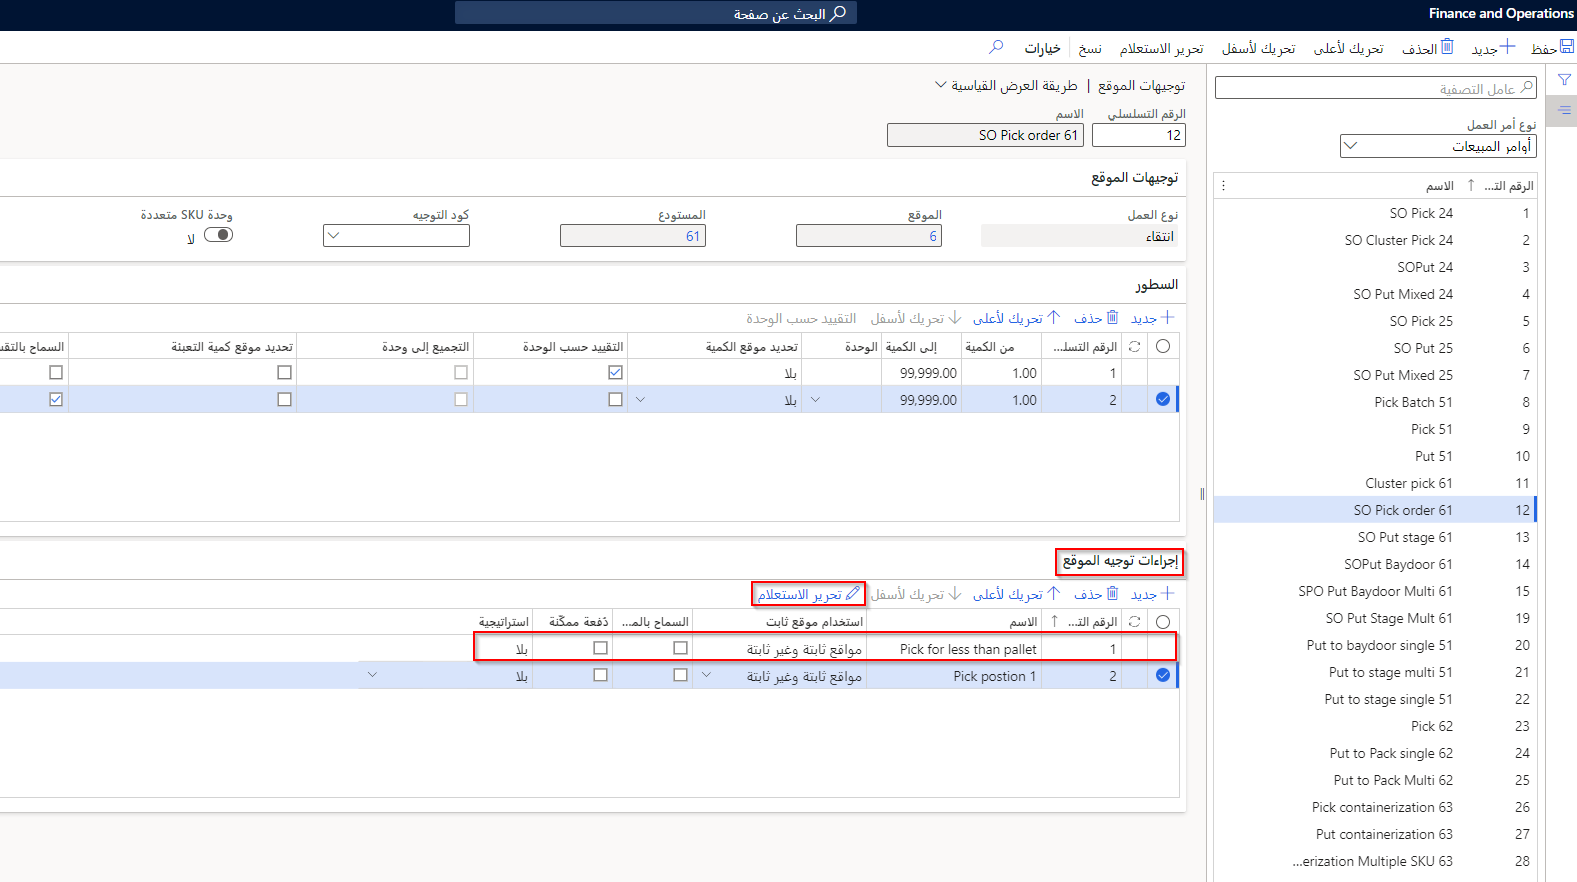 Finance and Operations
البحث عن صفحة
حفظ
جديد
الحذف
تحريك لأعلى
تحريك لأسفل
تحرير الاستعلام
نسخ
خيارات
عامل التصفية
نوع أمر العمل
أوامر المبيعات
الرقم الت...
الاسم
1 SO Pick 24
2 SO Cluster Pick 24
3 SOPut 24
4 SO Put Mixed 24
5 SO Pick 25
6 SO Put 25
7 SO Put Mixed 25
8 Pick Batch 51
9 Pick 51
10 Put 51
11 Cluster pick 61
12 SO Pick order 61
13 SO Put stage 61
14 SOPut Baydoor 61
15 SPO Put Baydoor Multi 61
16 SO Put Stage Mult 61
20 Put to baydoor single 51
21 Put to stage multi 51
22 Put to stage single 51
23 Pick 62
24 Put to Pack single 62
25 Put to Pack Multi 62
26 Pick containerization 63
27 Put containerization 63
28 ...erization Multiple SKU 63
توجيهات الموقع | طريقة العرض القياسية
الرقم التسلسلي
الاسم
12
SO Pick order 61
توجيهات الموقع
نوع العمل
الموقع
المستودع
كود التوجيه
وحدة SKU متعددة
انتقاء
6
61
لا
السطور
جديد
حذف
تحريك لأعلى
تحريك لأسفل
التقييد حسب الوحدة
الرقم التسل...
من الكمية
إلى الكمية
الوحدة
تحديد موقع الكمية
التقييد حسب الوحدة
التجميع إلى وحدة
تحديد موقع كمية التعبئة
السماح بالتقس
1 1.00 99,999.00 بلا
2 1.00 99,999.00 بلا
إجراءات توجيه الموقع
جديد
حذف
تحريك لأعلى
تحريك لأسفل
تحرير الاستعلام
الرقم الت...
الاسم
استخدام موقع ثابت
السماح بالم...
دُفعة ممكّنة
استراتيجية
1 Pick for less than pallet مواقع ثابتة وغير ثابتة بلا
2 Pick postion 1 مواقع ثابتة وغير ثابتة بلا